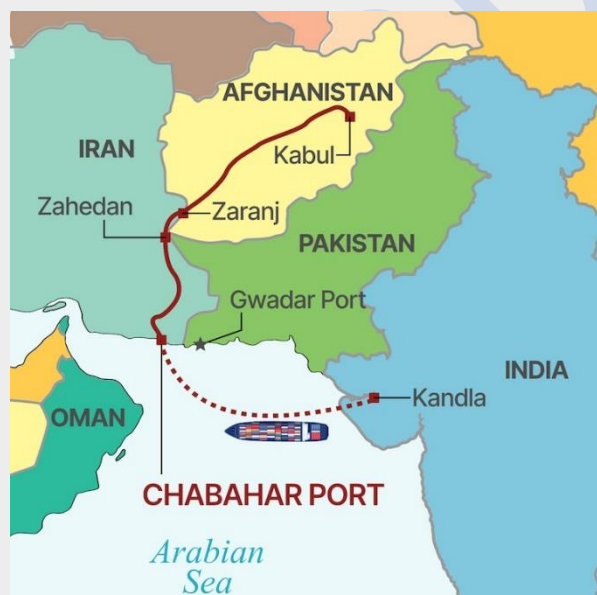 AFGHANISTAN
IRAN
Kabul
Zahedan
Zaranj
PAKISTAN
Gwadar Port
INDIA
Kandla
OMAN
CHABAHAR PORT
Arabian
Sea